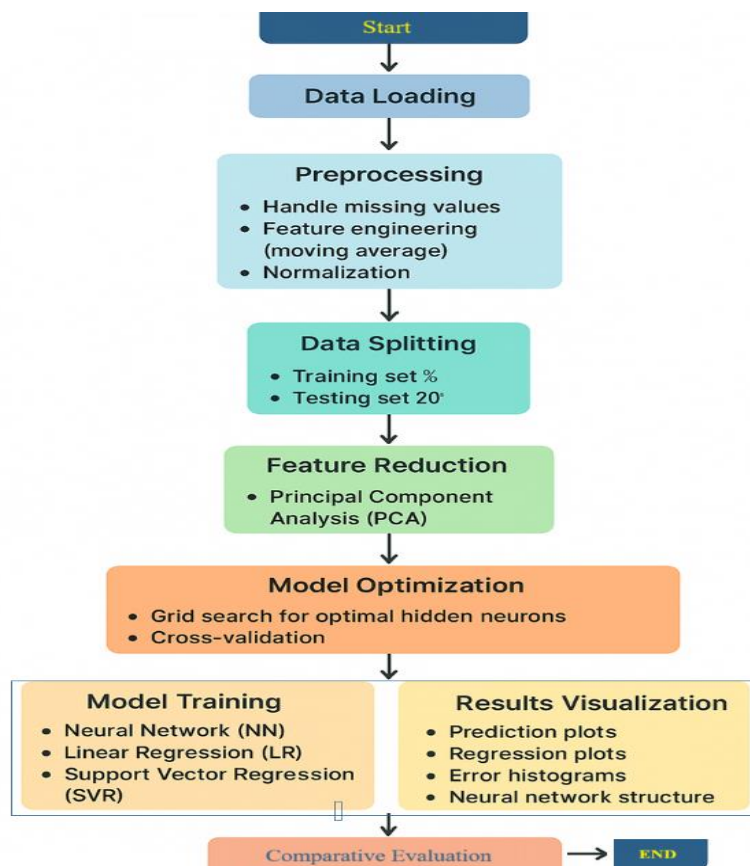 Start
Data Loading
Preprocessing
• Handle missing values
• Feature engineering
(moving average)
• Normalization
Data Splitting
• Training set %
• Testing set 20°
Feature Reduction
• Principal Component
Analysis (PCA)
Model Optimization
• Grid search for optimal hidden neurons
• Cross-validation
Model Training
• Neural Network (NN)
• Linear Regression (LR)
• Support Vector Regression
(SVR)
Results Visualization
• Prediction plots
• Regression plots
• Error histograms
• Neural network structure
Comparative Evaluation
END